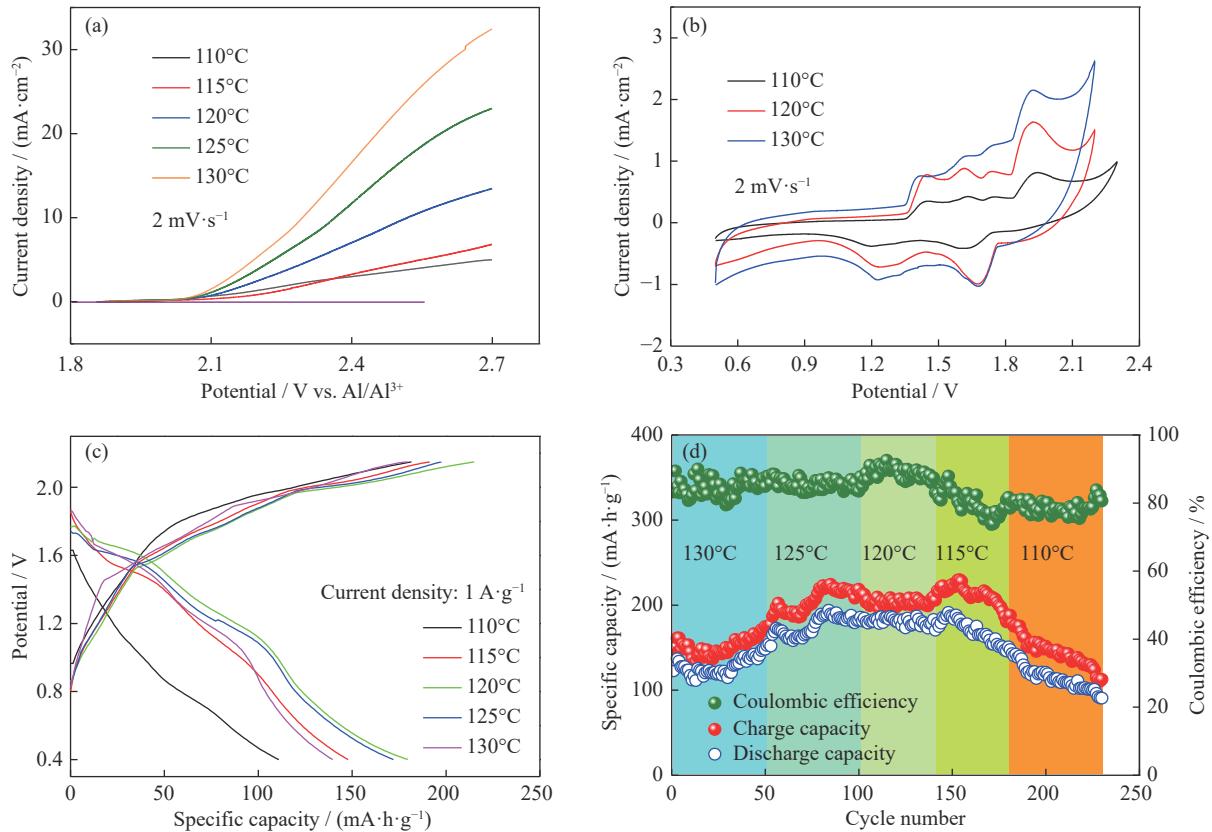 (a)
30
20
10
0
Current density / (mA·cm⁻²)
110°C
115°C
120°C
125°C
130°C
2 mV·s⁻¹
1.8
2.1
2.4
2.7
Potential / V vs. Al/Al³⁺
(b)
3
2
1
0
−1
−2
Current density / (mA·cm⁻²)
110°C
120°C
130°C
2 mV·s⁻¹
0.3
0.6
0.9
1.2
1.5
1.8
2.1
2.4
Potential / V
(c)
2.0
1.6
1.2
0.8
0.4
Potential / V
Current density: 1 A·g⁻¹
110°C
115°C
120°C
125°C
130°C
0
50
100
150
200
250
Specific capacity / (mA·h·g⁻¹)
(d)
400
300
200
100
0
Specific capacity / (mA·h·g⁻¹)
130°C
125°C
120°C
115°C
110°C
Coulombic efficiency
Charge capacity
Discharge capacity
100
80
60
40
20
0
Coulombic efficiency / %
0
50
100
150
200
250
Cycle number